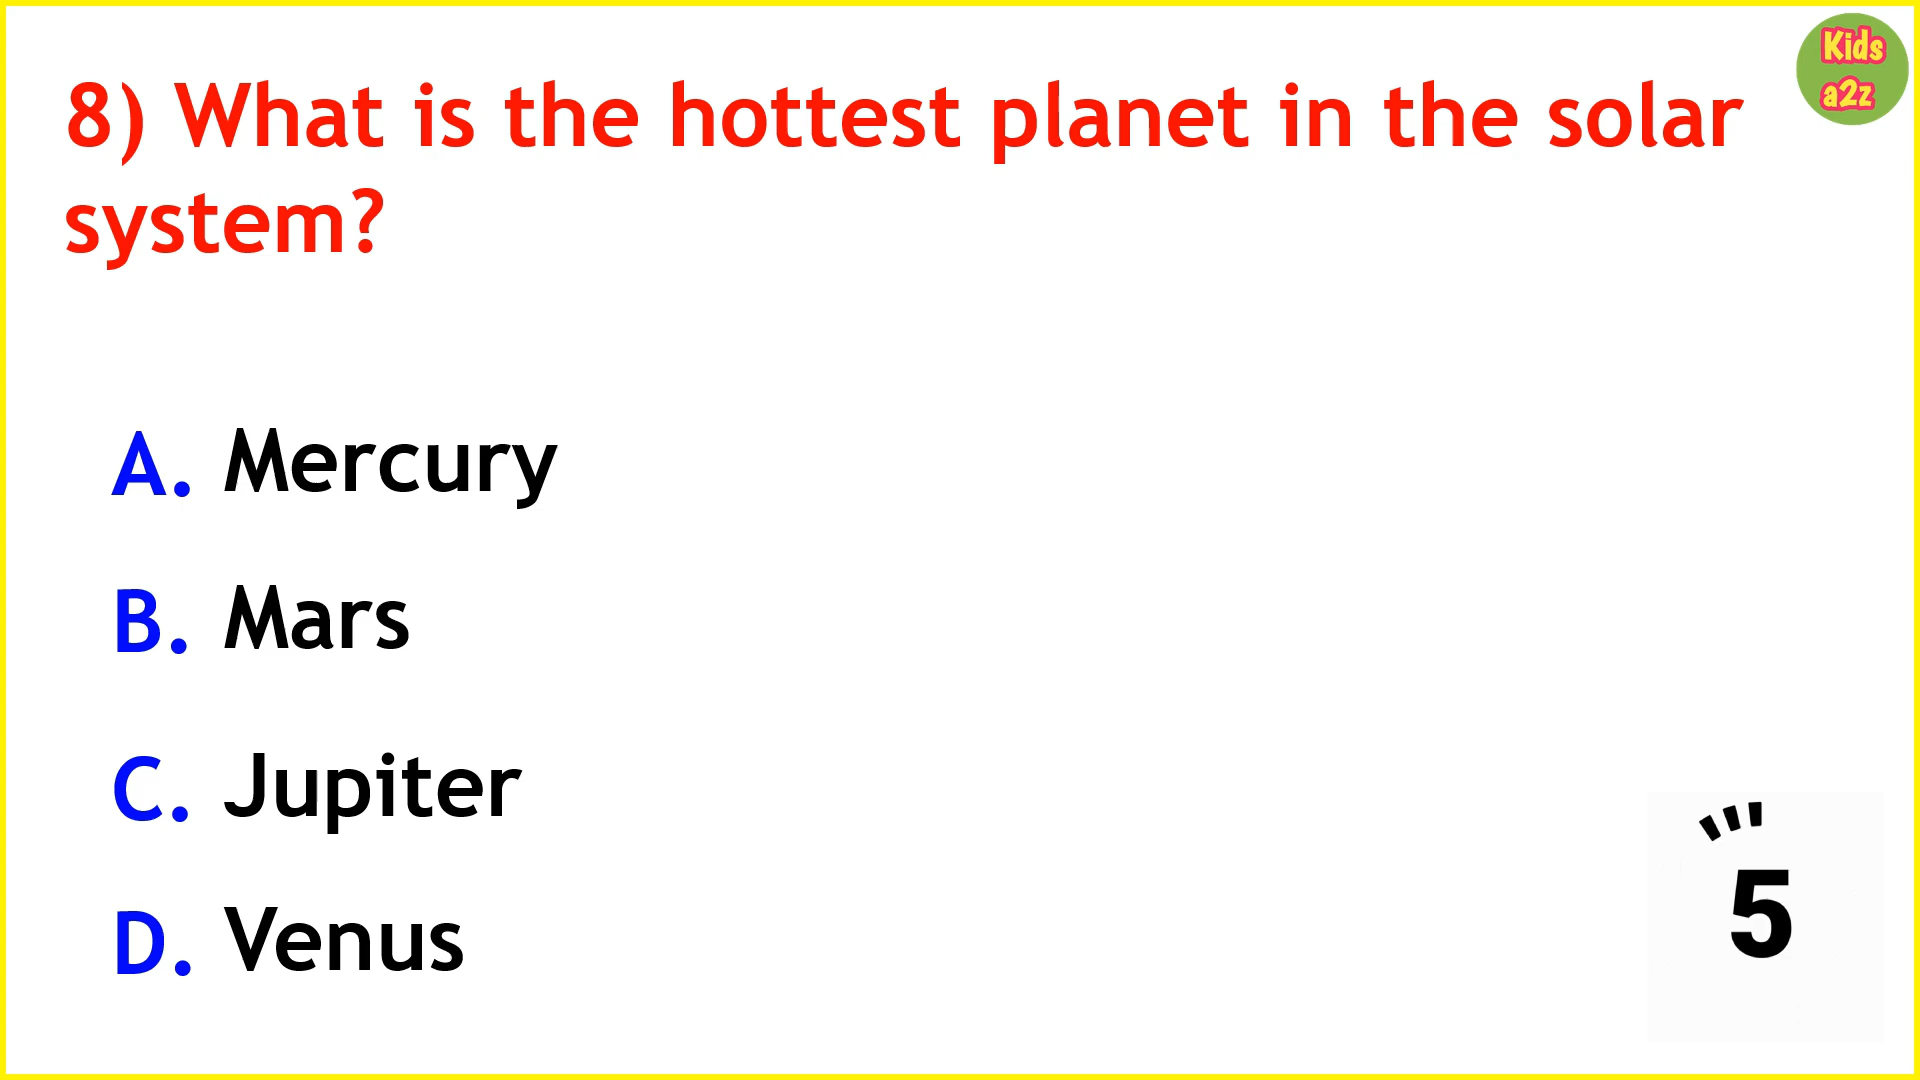 8) What is the hottest planet in the solar
system?
Kids
a2z
A. Mercury
B. Mars
C. Jupiter
D. Venus
5